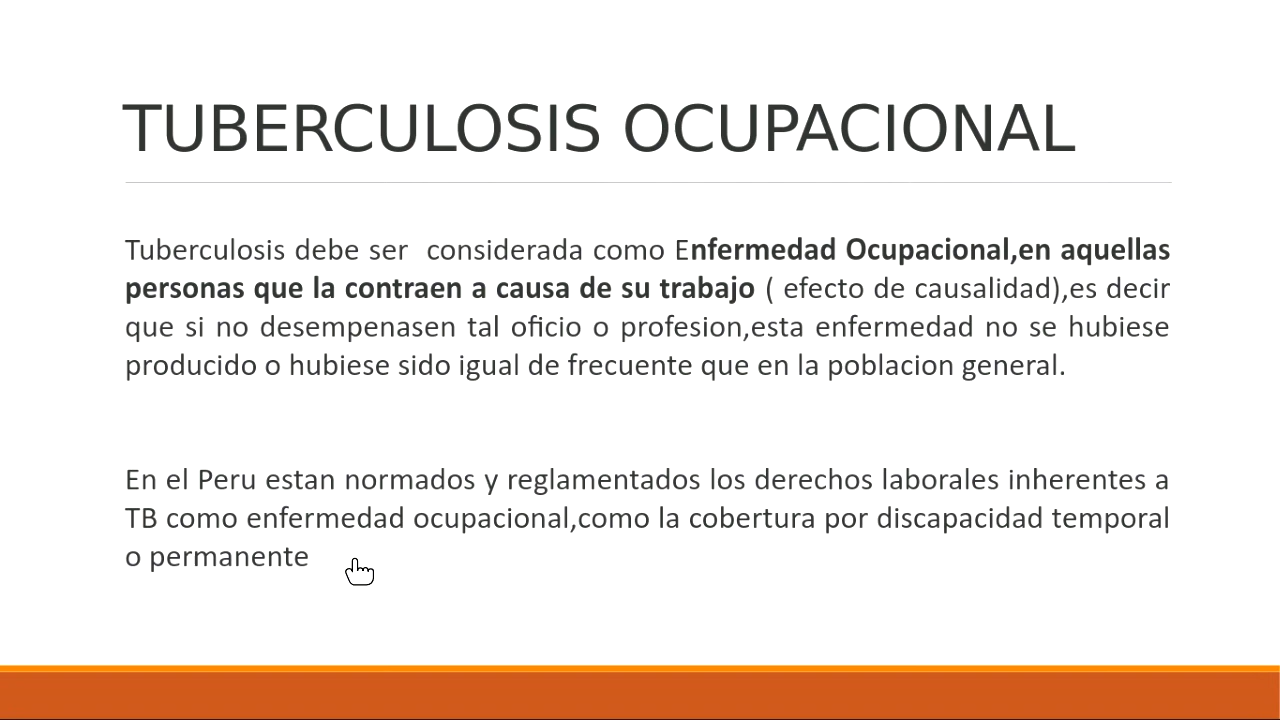 TUBERCULOSIS OCUPACIONAL
Tuberculosis debe ser  considerada como Enfermedad Ocupacional,en aquellas
personas que la contraen a causa de su trabajo ( efecto de causalidad),es decir
que si no desempenasen tal oficio o profesion,esta enfermedad no se hubiese
producido o hubiese sido igual de frecuente que en la poblacion general.
En el Peru estan normados y reglamentados los derechos laborales inherentes a
TB como enfermedad ocupacional,como la cobertura por discapacidad temporal
o permanente